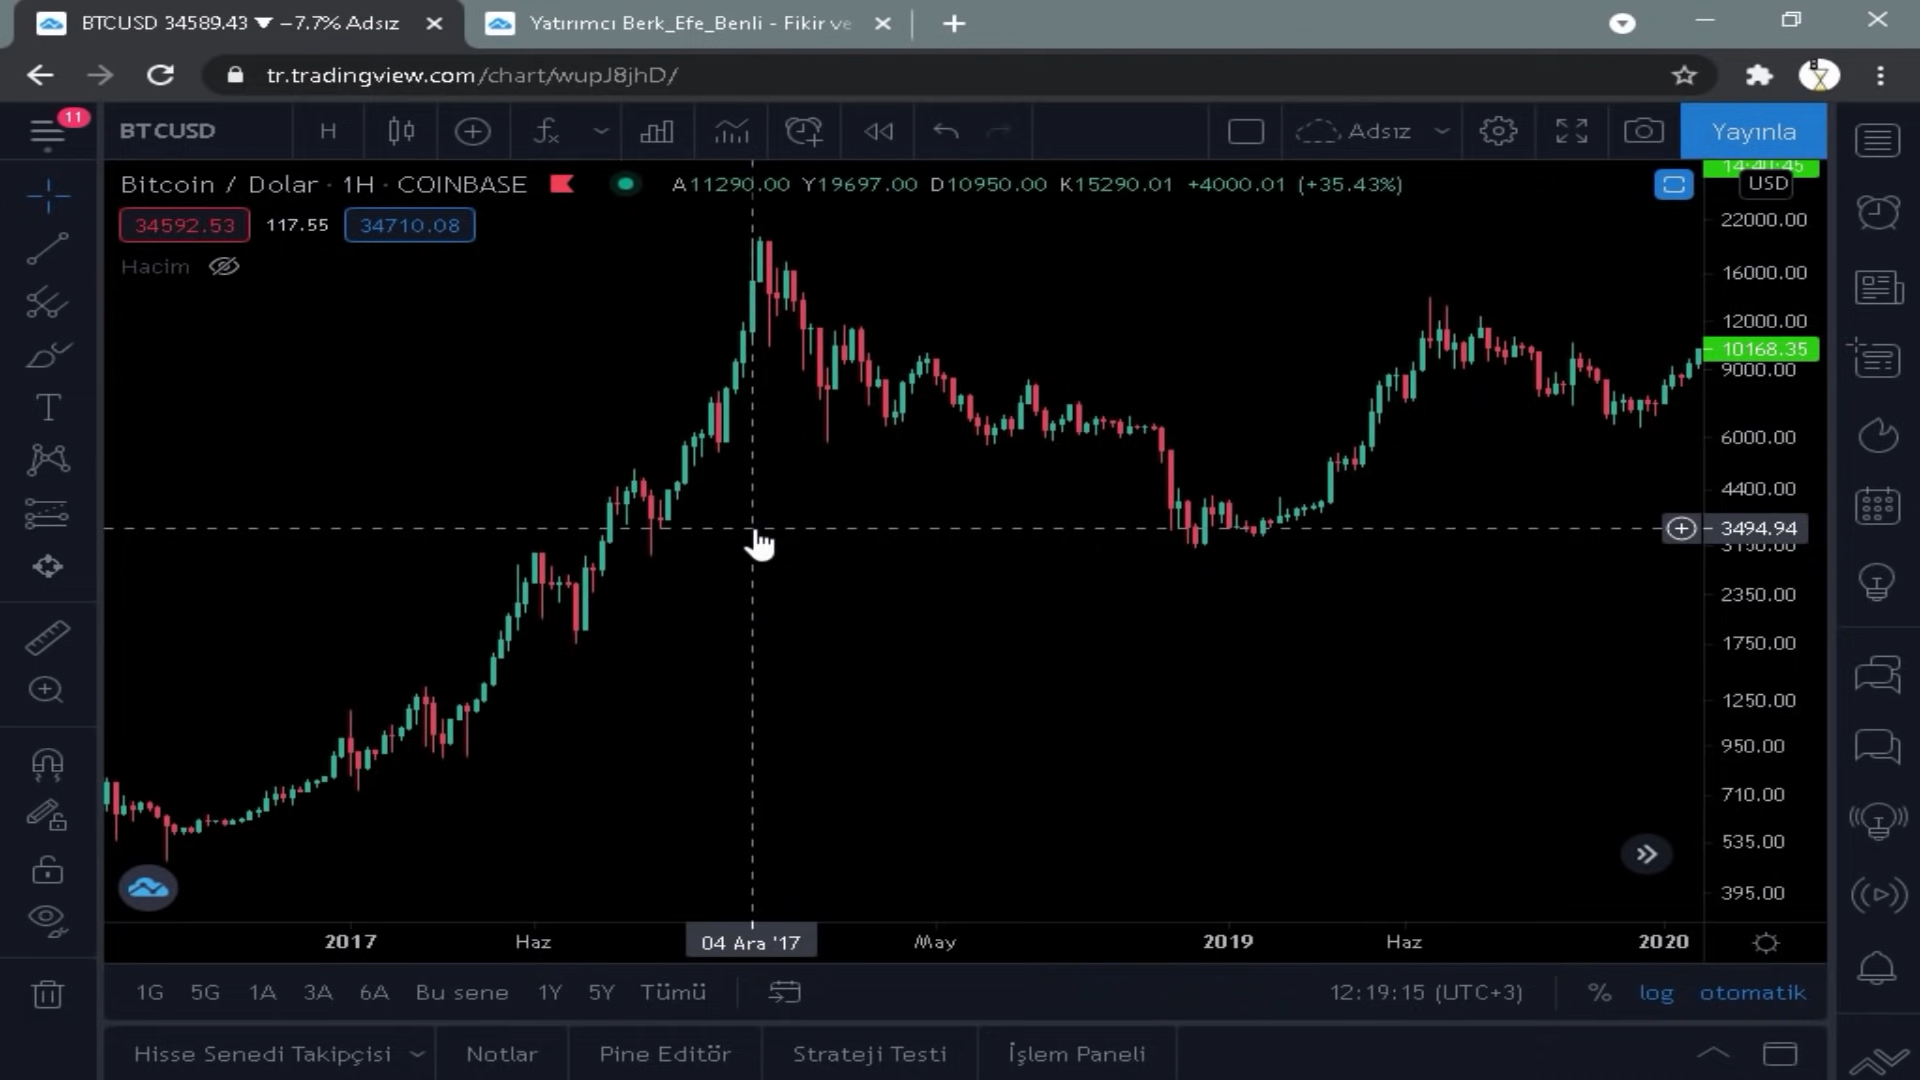 BTCUSD 34589.43 ▼ −7.7% Adsız
Yatırımcı Berk_Efe_Benli - Fikir ve
tr.tradingview.com/chart/wupJ8jhD/
11
BTCUSD
H
Adsız
Yayınla
Bitcoin / Dolar · 1H · COINBASE
A11290.00 Y19697.00 D10950.00 K15290.01 +4000.01 (+35.43%)
34592.53
117.55
34710.08
Hacim
14:40:45
USD
22000.00
16000.00
12000.00
10168.35
9000.00
6000.00
4400.00
3494.94
3150.00
2350.00
1750.00
1250.00
950.00
710.00
535.00
395.00
2017
Haz
04 Ara '17
May
2019
Haz
2020
1G 5G 1A 3A 6A Bu sene 1Y 5Y Tümü
12:19:15 (UTC+3)
% log otomatik
Hisse Senedi Takipçisi
Notlar
Pine Editör
Strateji Testi
İşlem Paneli